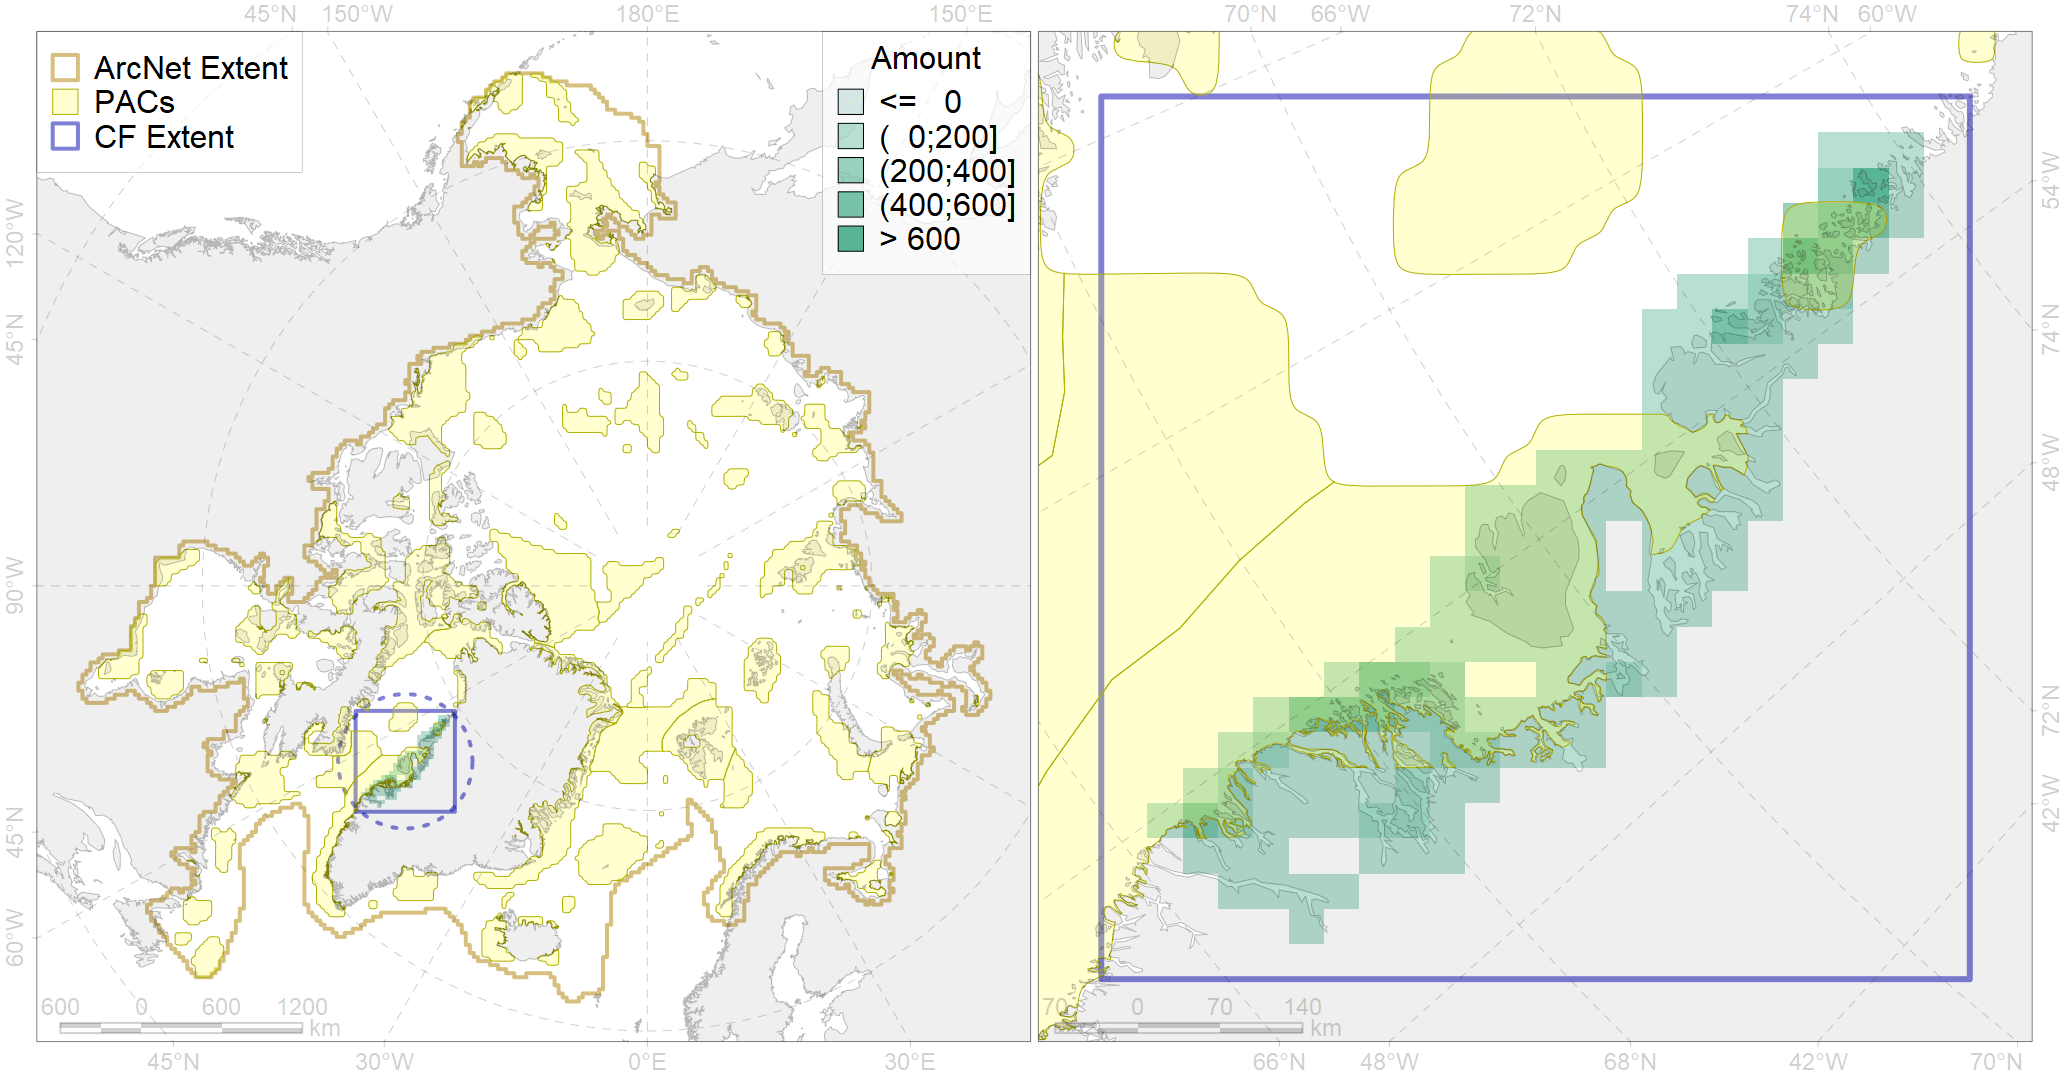 45°N 150°W 180°E 150°E 70°N 66°W 72°N 74°N 60°W
ArcNet Extent
PACs
CF Extent
Amount
<= 0
( 0;200]
(200;400]
(400;600]
> 600
120°W
45°N
90°W
45°N
60°W
54°W
74°N
48°W
72°N
42°W
600 0 600 1200
km
70 0 70 140
km
45°N 30°W 0°E 30°E 66°N 48°W 68°N 42°W 70°N